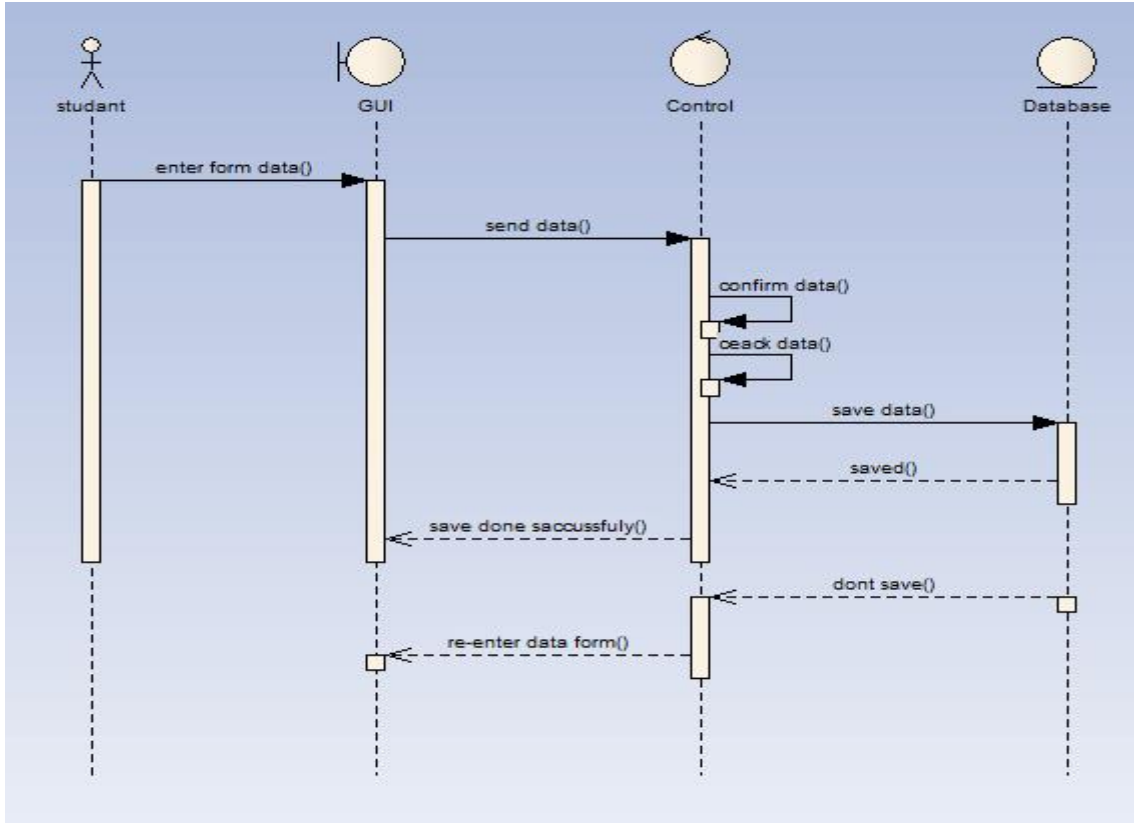 studant
GUI
Control
Database
enter form data()
send data()
confirm data()
ceack data()
save data()
saved()
save done saccussfuly()
dont save()
re-enter data form()